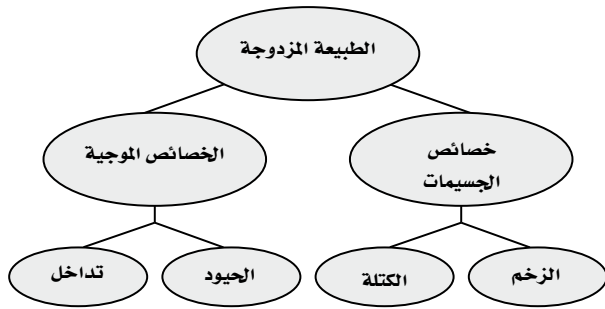 الطبيعة المزدوجة
خصائص
الجسيمات
الخصائص الموجية
الزخم
الكتلة
الحيود
تداخل